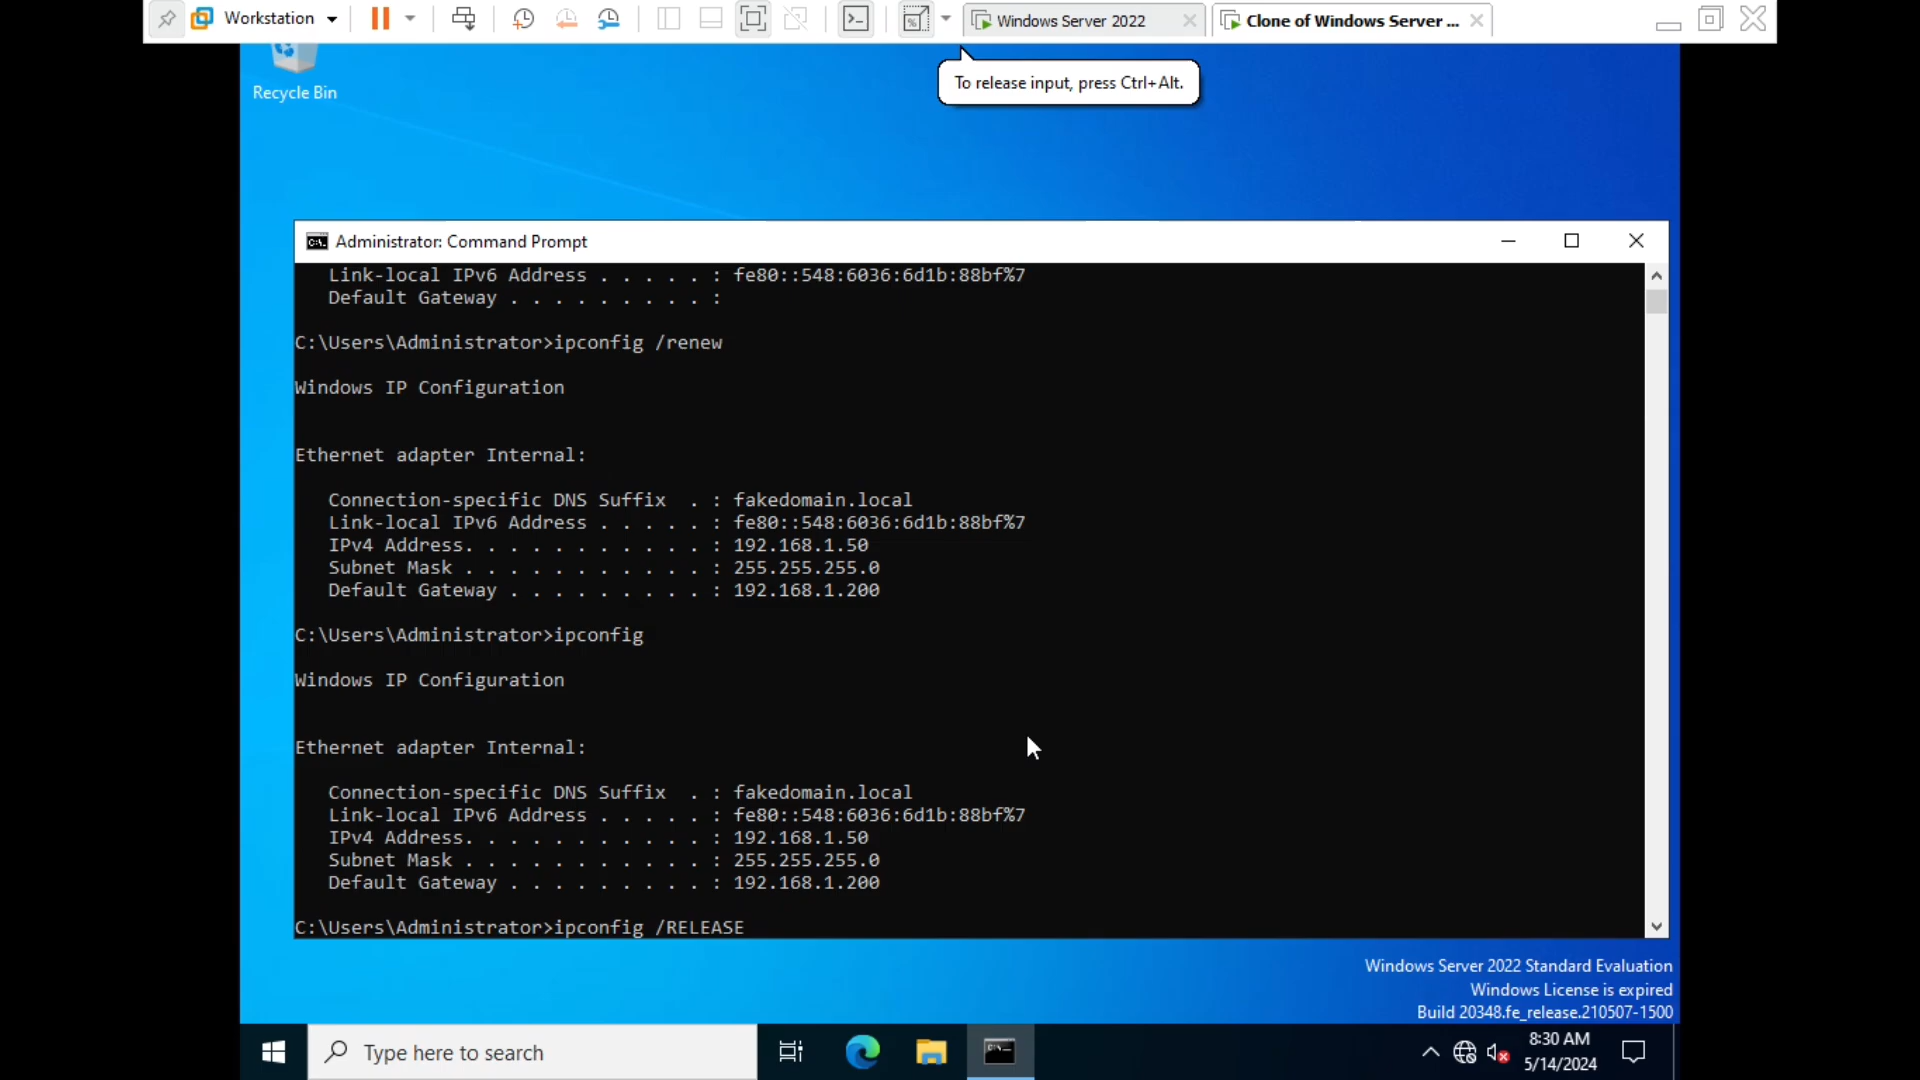 Workstation
Windows Server 2022
Clone of Windows Server ...
To release input, press Ctrl+Alt.
Recycle Bin
Administrator: Command Prompt
Link-local IPv6 Address . . . . . : fe80::548:6036:6d1b:88bf%7
Default Gateway . . . . . . . . . :
C:\Users\Administrator>ipconfig /renew
Windows IP Configuration
Ethernet adapter Internal:
Connection-specific DNS Suffix  . : fakedomain.local
Link-local IPv6 Address . . . . . : fe80::548:6036:6d1b:88bf%7
IPv4 Address. . . . . . . . . . . : 192.168.1.50
Subnet Mask . . . . . . . . . . . : 255.255.255.0
Default Gateway . . . . . . . . . : 192.168.1.200
C:\Users\Administrator>ipconfig
Windows IP Configuration
Ethernet adapter Internal:
Connection-specific DNS Suffix  . : fakedomain.local
Link-local IPv6 Address . . . . . : fe80::548:6036:6d1b:88bf%7
IPv4 Address. . . . . . . . . . . : 192.168.1.50
Subnet Mask . . . . . . . . . . . : 255.255.255.0
Default Gateway . . . . . . . . . : 192.168.1.200
C:\Users\Administrator>ipconfig /RELEASE
Windows Server 2022 Standard Evaluation
Windows License is expired
Build 20348.fe_release.210507-1500
Type here to search
8:30 AM
5/14/2024